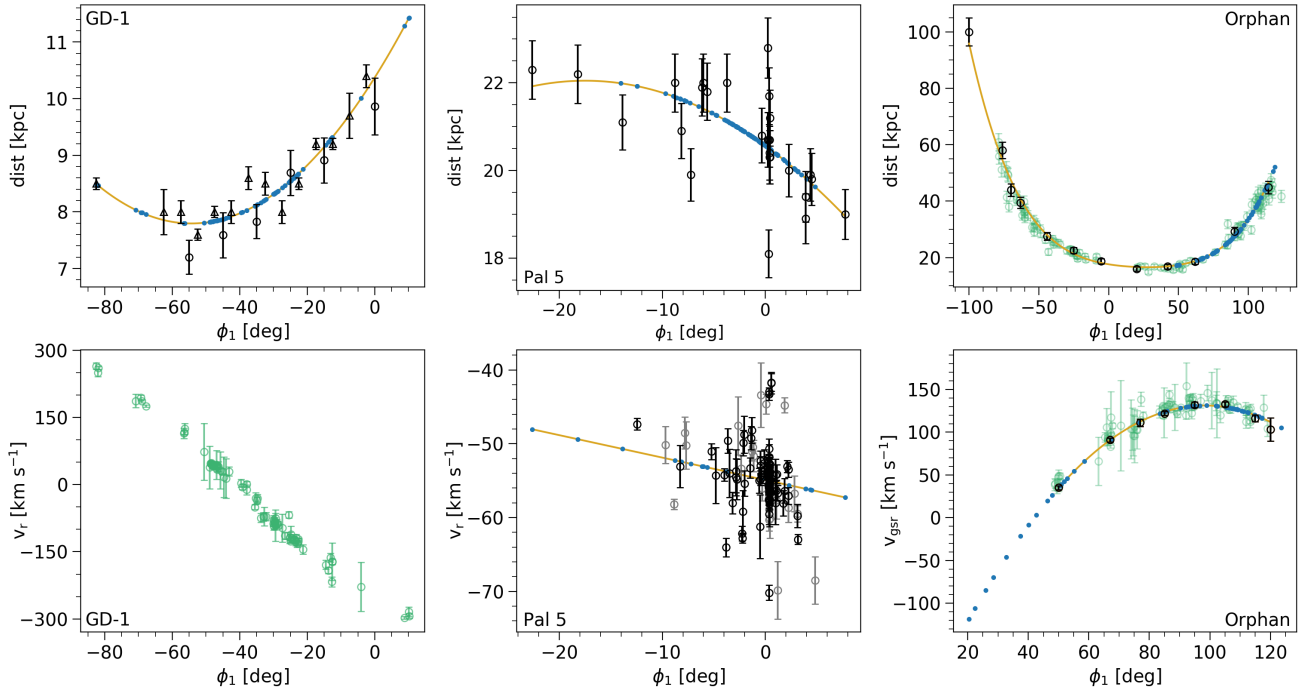 GD-1
11
10
9
8
7
dist [kpc]
−80 −60 −40 −20 0
ϕ₁ [deg]
22
20
18
dist [kpc]
Pal 5
−20 −10 0
ϕ₁ [deg]
Orphan
100
80
60
40
20
dist [kpc]
−100 −50 0 50 100
ϕ₁ [deg]
300
150
0
−150
−300
vᵣ [km s⁻¹]
GD-1
−80 −60 −40 −20 0
ϕ₁ [deg]
−40
−50
−60
−70
vᵣ [km s⁻¹]
Pal 5
−20 −10 0
ϕ₁ [deg]
150
100
50
0
−50
−100
v_gsr [km s⁻¹]
Orphan
20 40 60 80 100 120
ϕ₁ [deg]